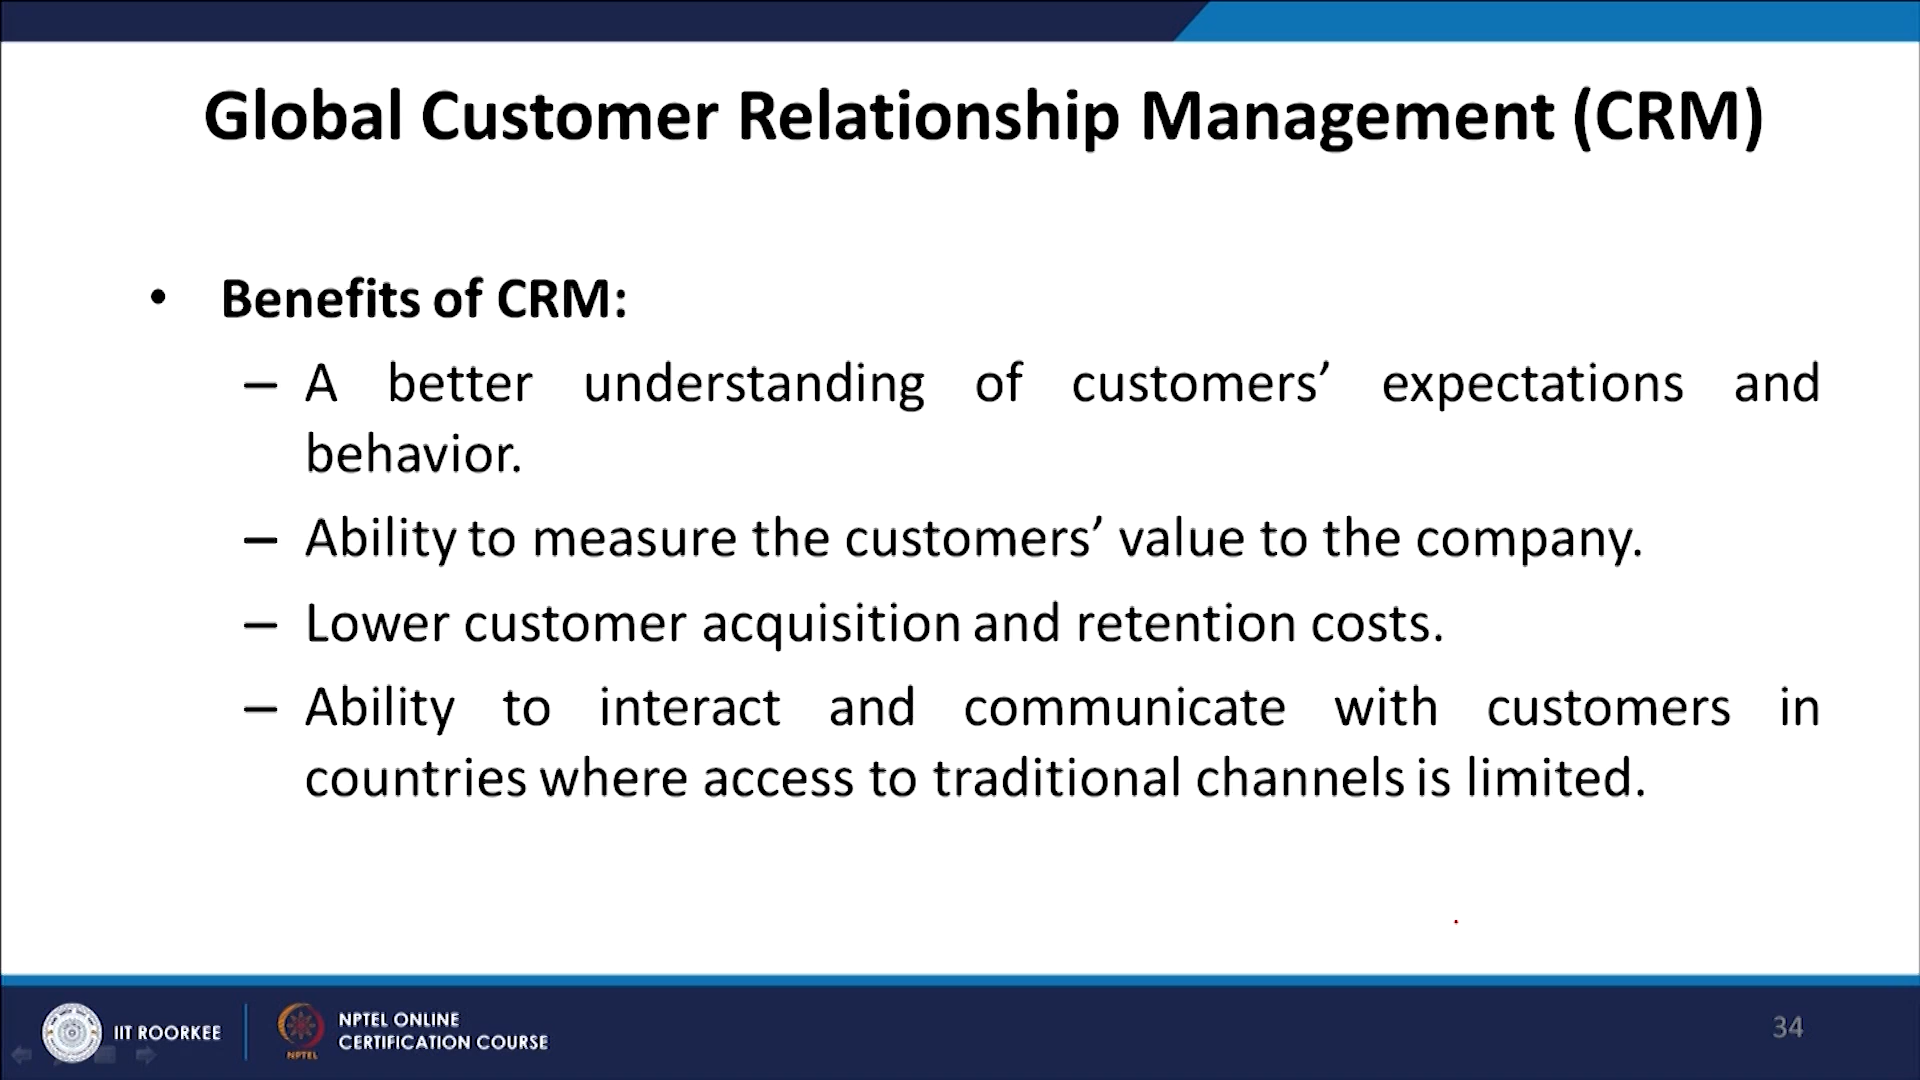 Global Customer Relationship Management (CRM)
• Benefits of CRM:
– A better understanding of customers’ expectations and
behavior.
– Ability to measure the customers’ value to the company.
– Lower customer acquisition and retention costs.
– Ability to interact and communicate with customers in
countries where access to traditional channels is limited.
IIT ROORKEE
NPTEL
NPTEL ONLINE
CERTIFICATION COURSE
34